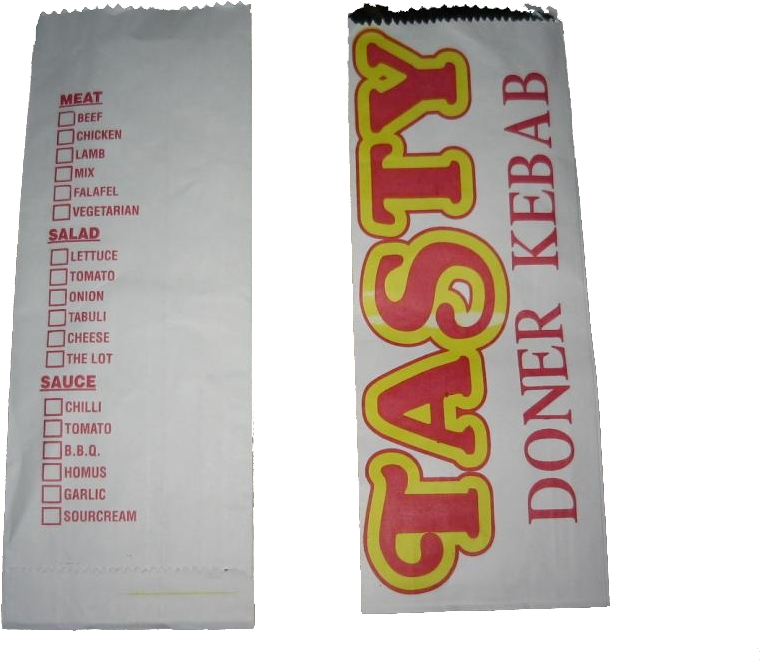 MEAT
BEEF
CHICKEN
LAMB
MIX
FALAFEL
VEGETARIAN
SALAD
LETTUCE
TOMATO
ONION
TABULI
CHEESE
THE LOT
SAUCE
CHILLI
TOMATO
B.B.Q.
HOMUS
GARLIC
SOURCREAM
TASTY
DONER KEBAB